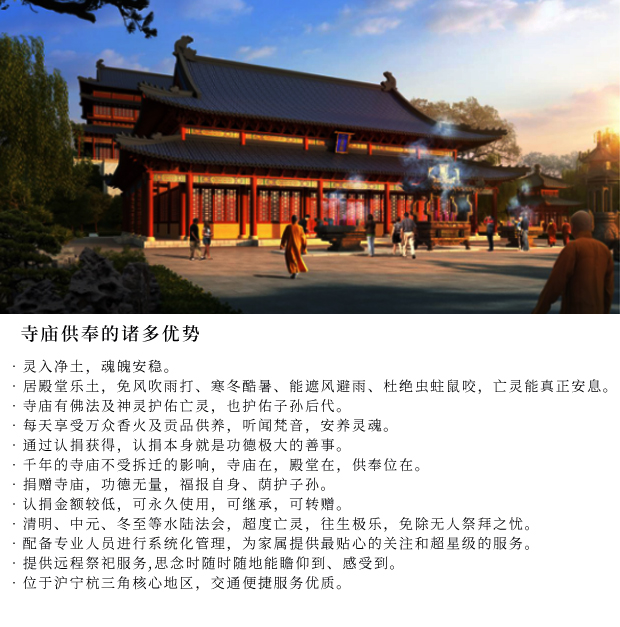 寺庙供奉的诸多优势
· 灵入净土，魂魄安稳。
· 居殿堂乐土，免风吹雨打、寒冬酷暑、能遮风避雨、杜绝虫蛀鼠咬，亡灵能真正安息。
· 寺庙有佛法及神灵护佑亡灵，也护佑子孙后代。
· 每天享受万众香火及贡品供养，听闻梵音，安养灵魂。
· 通过认捐获得，认捐本身就是功德极大的善事。
· 千年的寺庙不受拆迁的影响，寺庙在，殿堂在，供奉位在。
· 捐赠寺庙，功德无量，福报自身、荫护子孙。
· 认捐金额较低，可永久使用，可继承，可转赠。
· 清明、中元、冬至等水陆法会，超度亡灵，往生极乐，免除无人祭拜之忧。
· 配备专业人员进行系统化管理，为家属提供最贴心的关注和超星级的服务。
· 提供远程祭祀服务,思念时随时随地能瞻仰到、感受到。
· 位于沪宁杭三角核心地区，交通便捷服务优质。